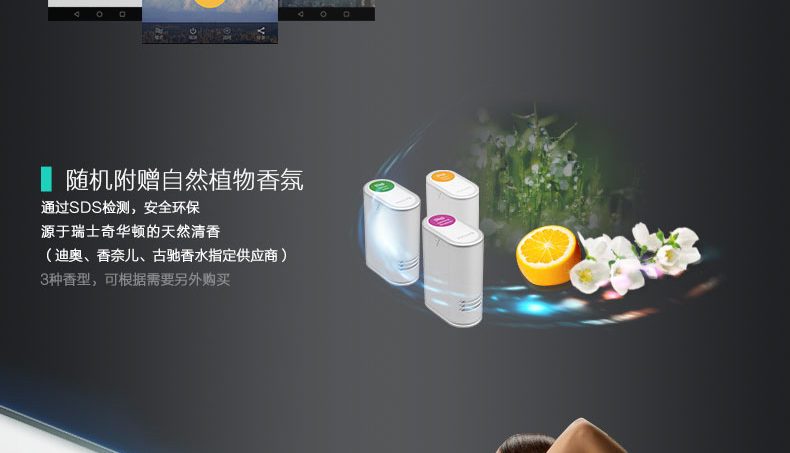 随机附赠自然植物香氛
通过SDS检测，安全环保
源于瑞士奇华顿的天然清香
（迪奥、香奈儿、古驰香水指定供应商）
3种香型，可根据需要另外购买